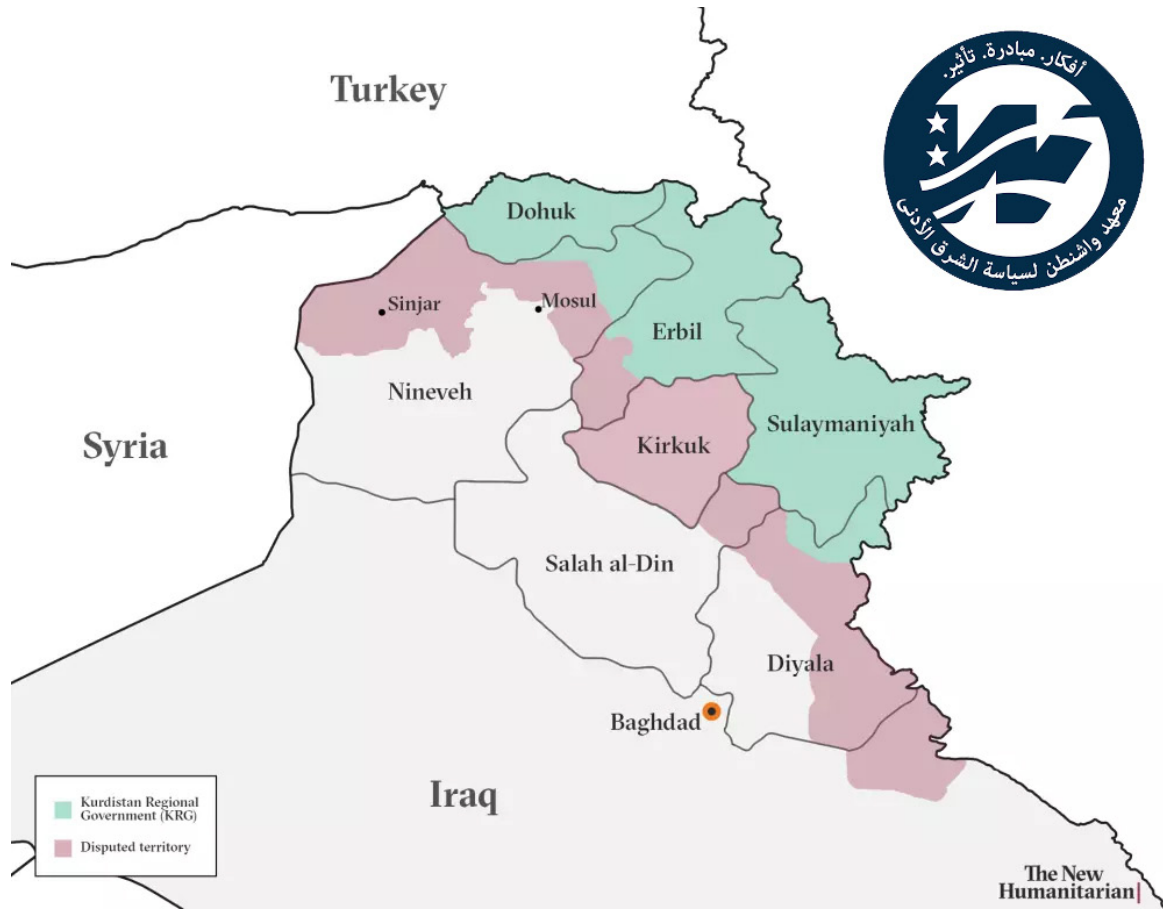 Turkey
أفكار. مبادرة. تأثير.
معهد واشنطن لسياسة الشرق الأدنى
Dohuk
Sinjar
Mosul
Erbil
Nineveh
Syria
Kirkuk
Sulaymaniyah
Salah al-Din
Diyala
Baghdad
Iraq
Kurdistan Regional
Government (KRG)
Disputed territory
The New
Humanitarian